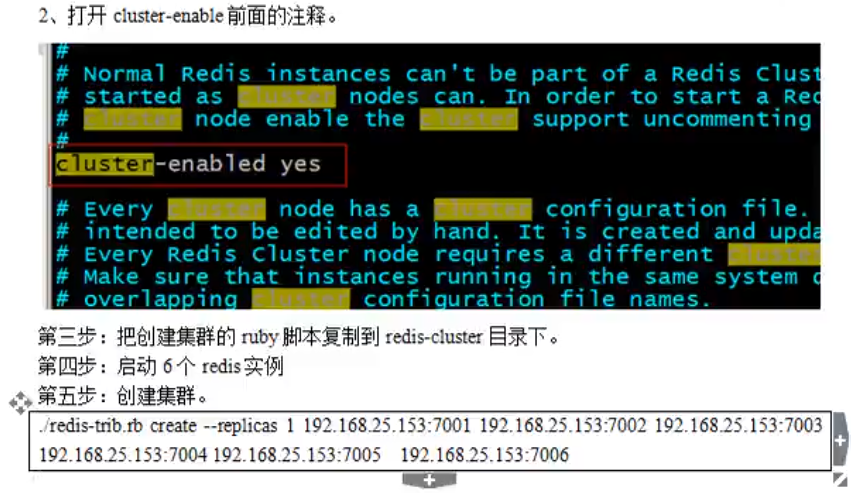 2、打开 cluster-enable 前面的注释。
#
# Normal Redis instances can't be part of a Redis Clust
# started as cluster nodes can. In order to start a Red
# cluster node enable the cluster support uncommenting
#
cluster-enabled yes
# Every cluster node has a cluster configuration file.
# intended to be edited by hand. It is created and upda
# Every Redis Cluster node requires a different cluster
# Make sure that instances running in the same system d
# overlapping cluster configuration file names.
第三步：把创建集群的 ruby 脚本复制到 redis-cluster 目录下。
第四步：启动 6 个 redis 实例
第五步：创建集群。
./redis-trib.rb create --replicas 1 192.168.25.153:7001 192.168.25.153:7002 192.168.25.153:7003
192.168.25.153:7004 192.168.25.153:7005 192.168.25.153:7006